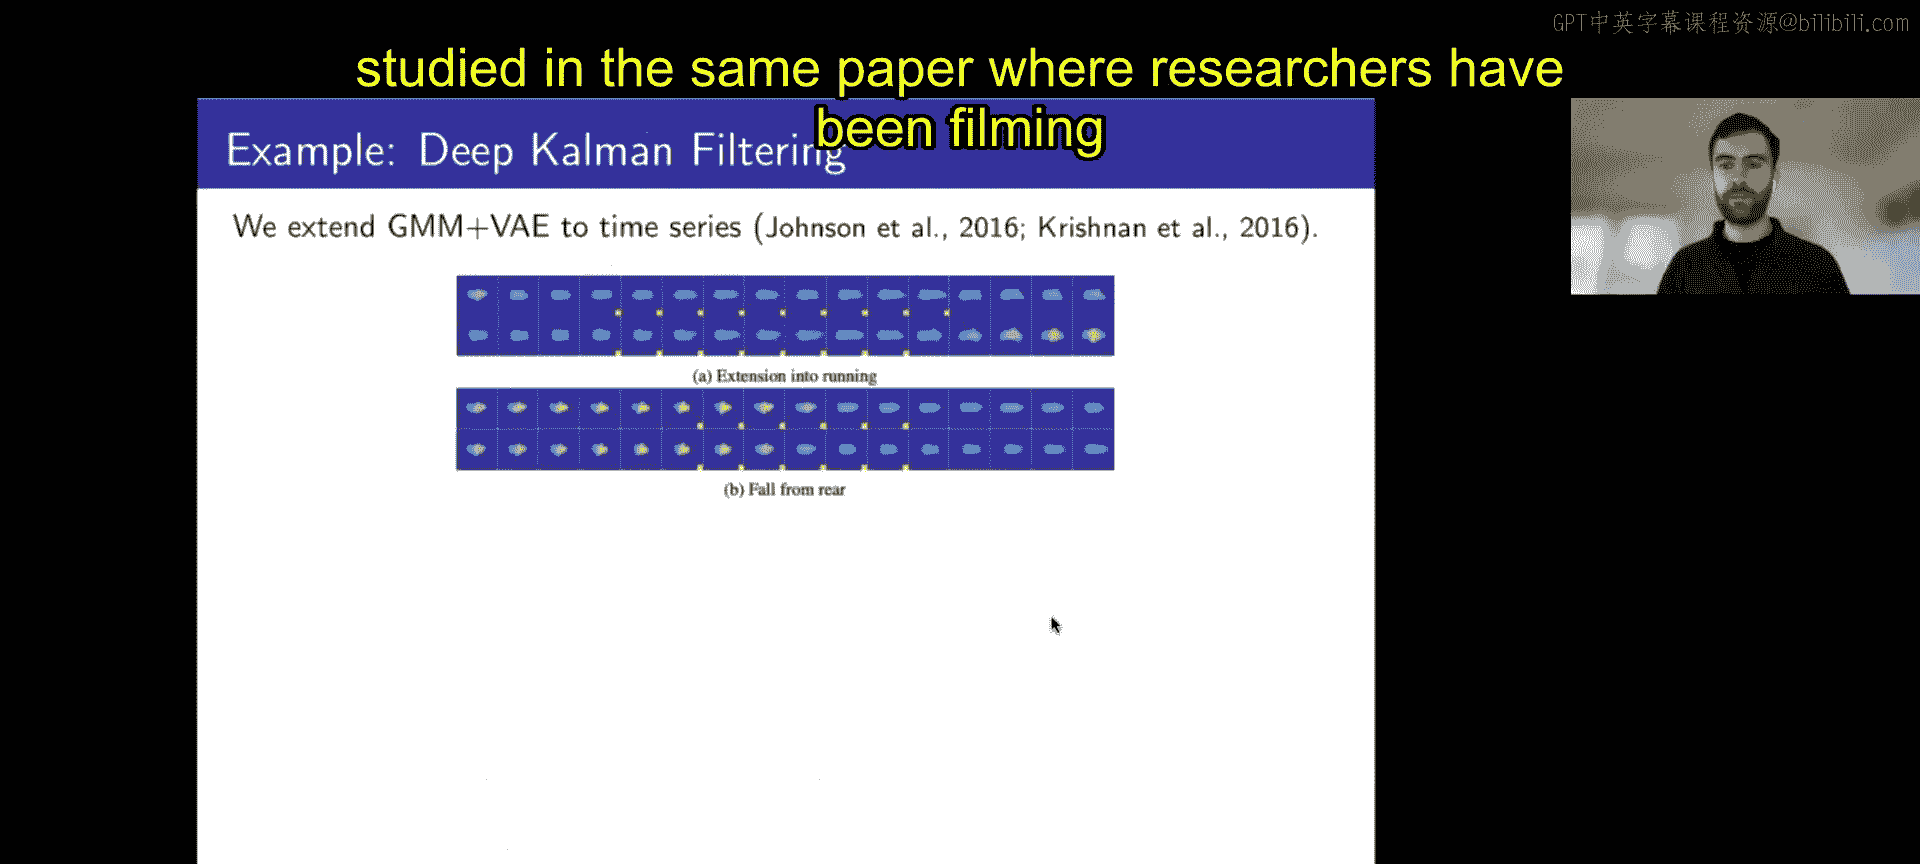 GPT中英字幕课程资源@bilibili.com
studied in the same paper where researchers have
been filming
Example: Deep Kalman Filtering
We extend GMM+VAE to time series (Johnson et al., 2016; Krishnan et al., 2016).
(a) Extension into running
(b) Fall from rear